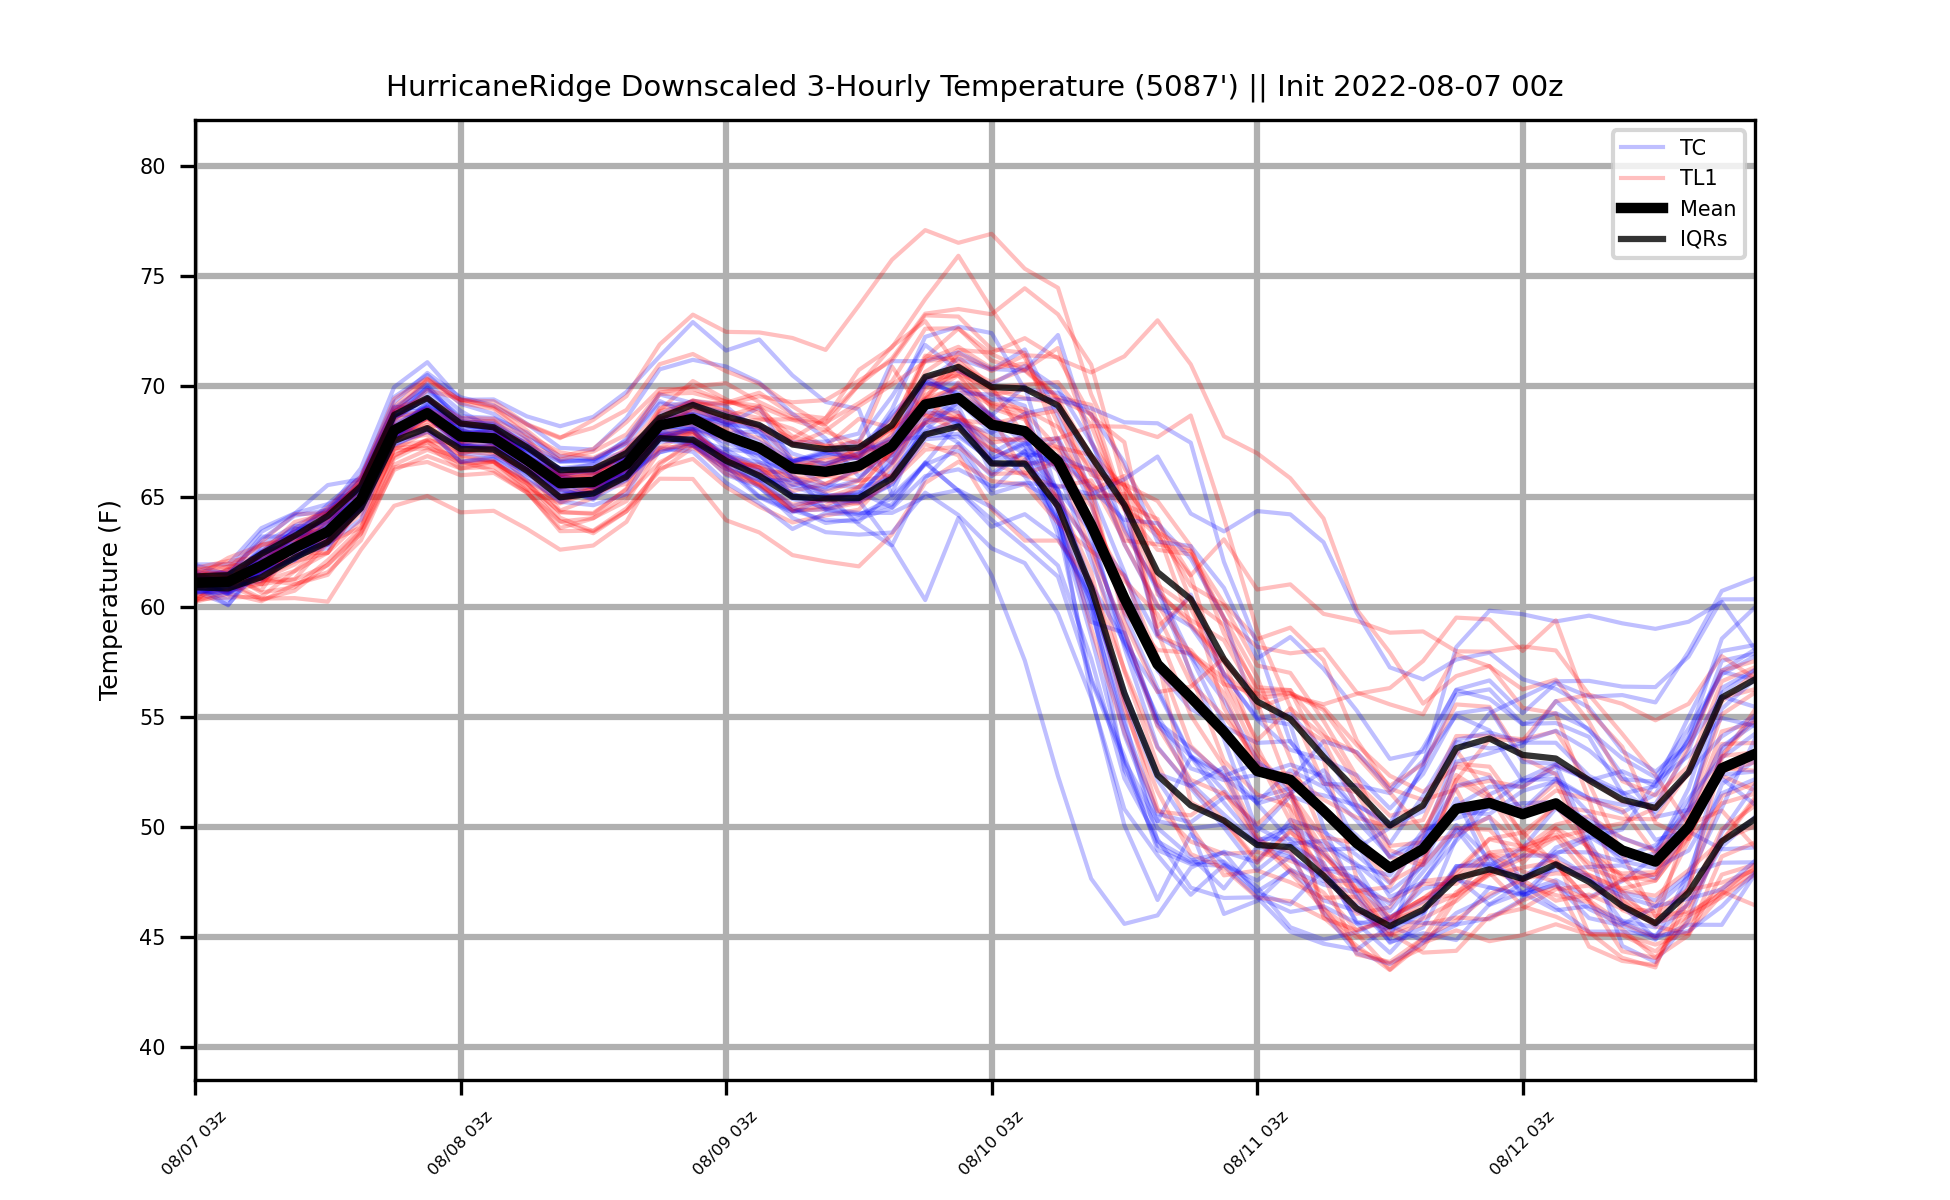 HurricaneRidge Downscaled 3-Hourly Temperature (5087') || Init 2022-08-07 00z
TC
TL1
Mean
IQRs
Temperature (F)
80
75
70
65
60
55
50
45
40
08/07 03z
08/08 03z
08/09 03z
08/10 03z
08/11 03z
08/12 03z